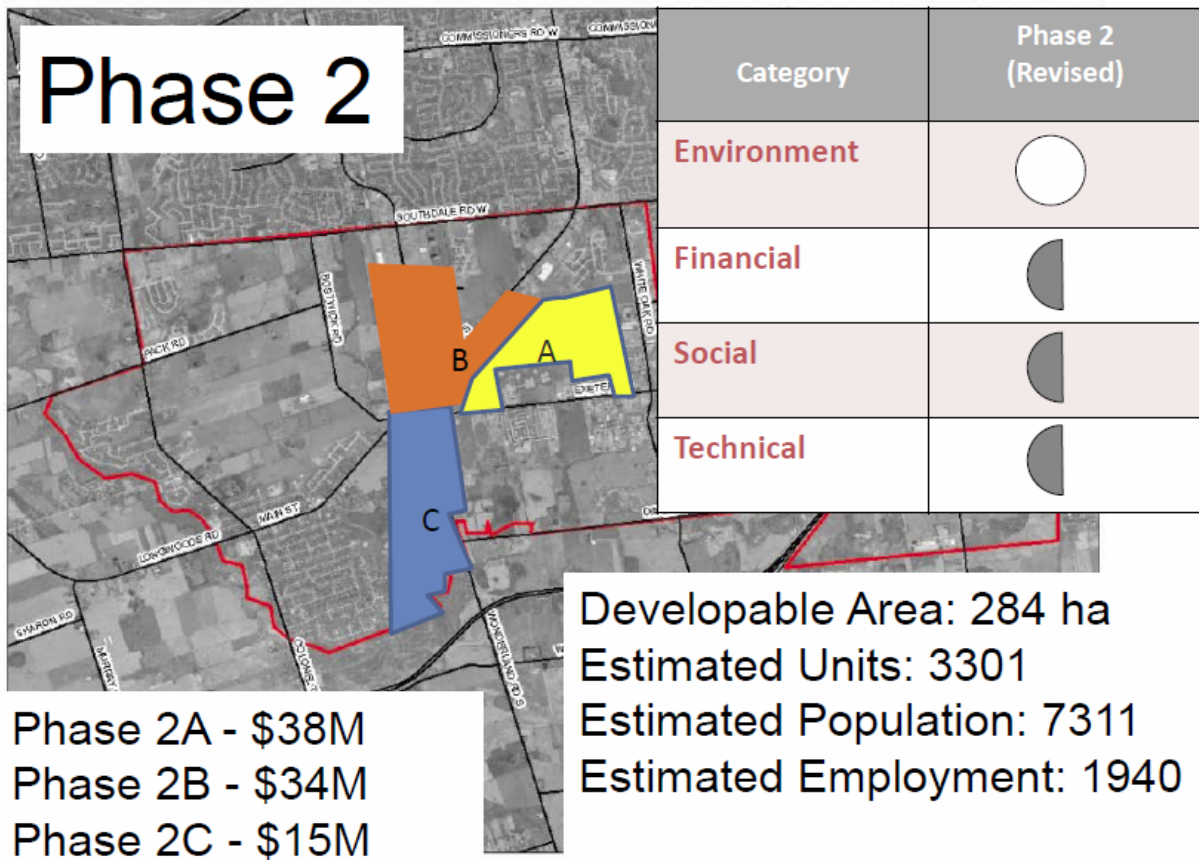 Phase 2
COMMISSIONERS RD W
Category
Phase 2
(Revised)
Environment
Financial
Social
Technical
SOUTHDALE RD W
BOSTWICK RD
WHITE OAK RD
PACK RD
B
A
EXETE
C
MAIN ST
LONGWOODS RD
SHARON RD
COLONEL
WONDERLAND RD S
Developable Area: 284 ha
Estimated Units: 3301
Estimated Population: 7311
Estimated Employment: 1940
Phase 2A - $38M
Phase 2B - $34M
Phase 2C - $15M